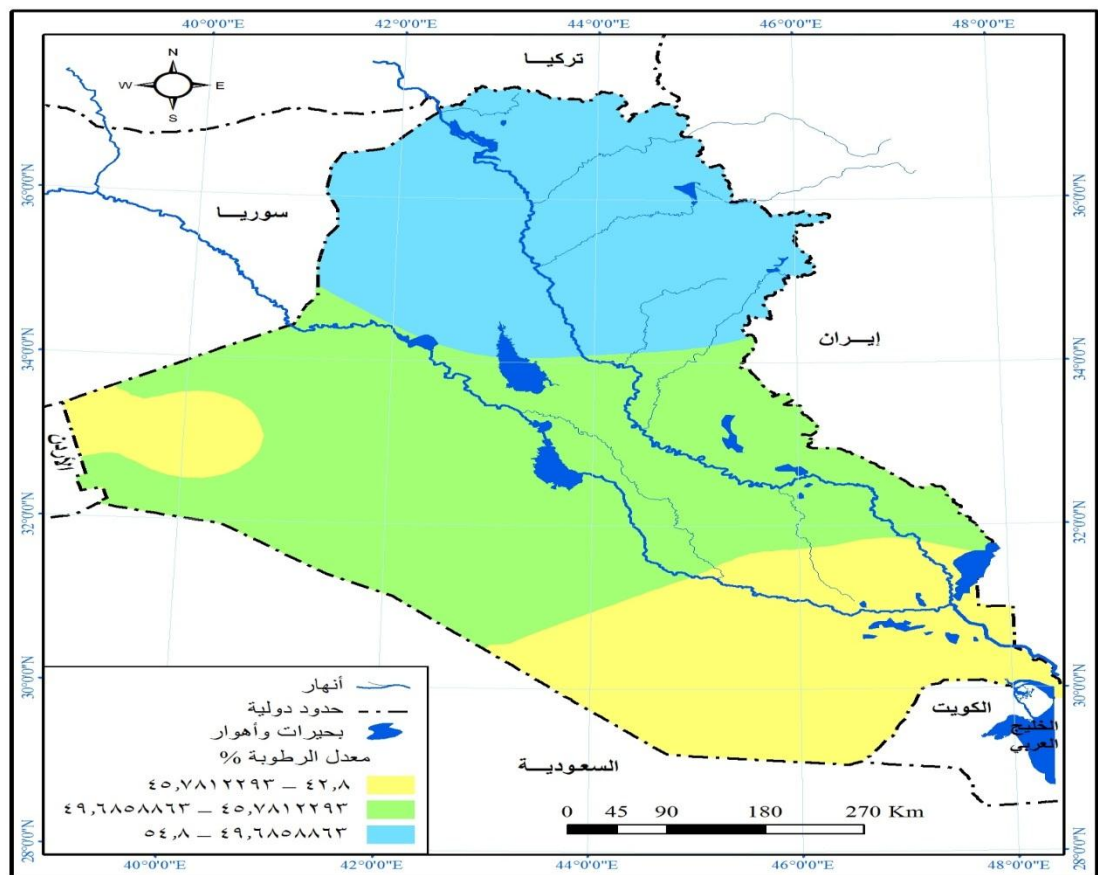 40°0'0"E 42°0'0"E 44°0'0"E 46°0'0"E 48°0'0"E
N
W E
S
تركيـــا
36°0'0"N 36°0'0"N
سوريـــا
إيـــران
34°0'0"N 34°0'0"N
الأردن
32°0'0"N 32°0'0"N
30°0'0"N 30°0'0"N
الكويت
الخليج
العربي
السعوديـــة
أنهار
حدود دولية
بحيرات وأهوار
معدل الرطوبة %
٤٢,٨ – ٤٥,٧٨١٢٢٩٣
٤٥,٧٨١٢٢٩٣ – ٤٩,٦٨٥٨٨٦٣
٤٩,٦٨٥٨٨٦٣ – ٥٤,٨
0 45 90 180 270 Km
28°0'0"N 28°0'0"N
40°0'0"E 42°0'0"E 44°0'0"E 46°0'0"E 48°0'0"E